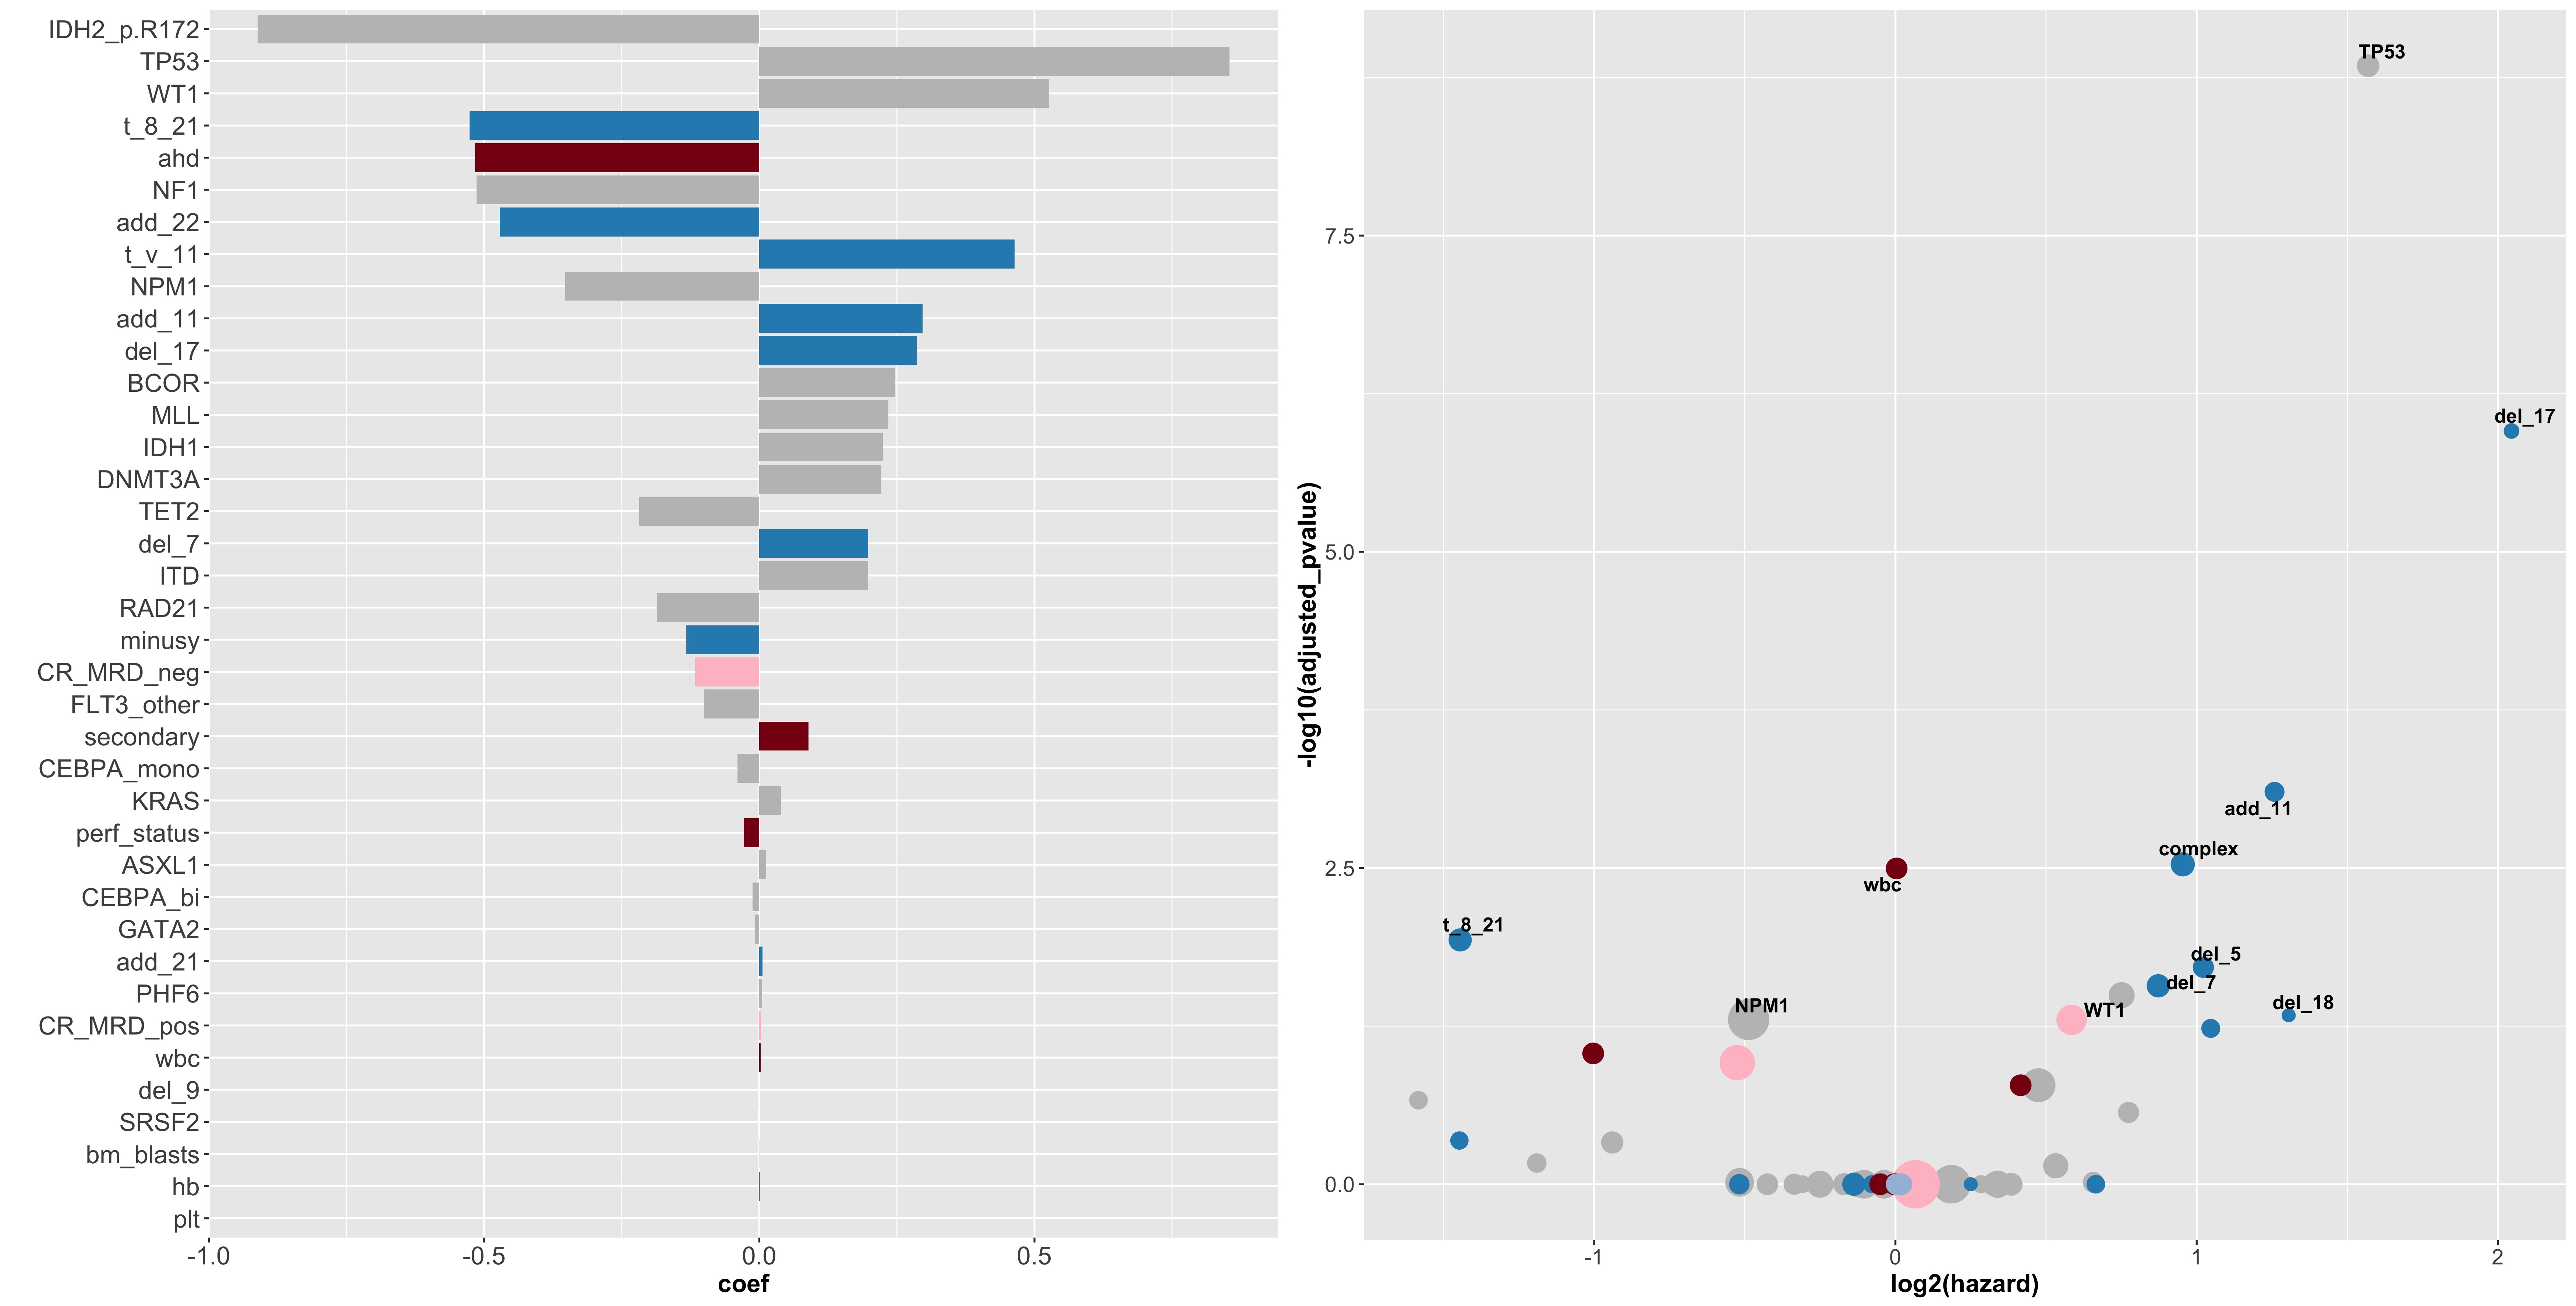 IDH2_p.R172
TP53
WT1
t_8_21
ahd
NF1
add_22
t_v_11
NPM1
add_11
del_17
BCOR
MLL
IDH1
DNMT3A
TET2
del_7
ITD
RAD21
minusy
CR_MRD_neg
FLT3_other
secondary
CEBPA_mono
KRAS
perf_status
ASXL1
CEBPA_bi
GATA2
add_21
PHF6
CR_MRD_pos
wbc
del_9
SRSF2
bm_blasts
hb
plt
-1.0 -0.5 0.0 0.5
coef
-log10(adjusted_pvalue)
7.5
5.0
2.5
0.0
TP53
del_17
add_11
complex
wbc
t_8_21
del_5
del_7
del_18
NPM1
WT1
-1 0 1 2
log2(hazard)